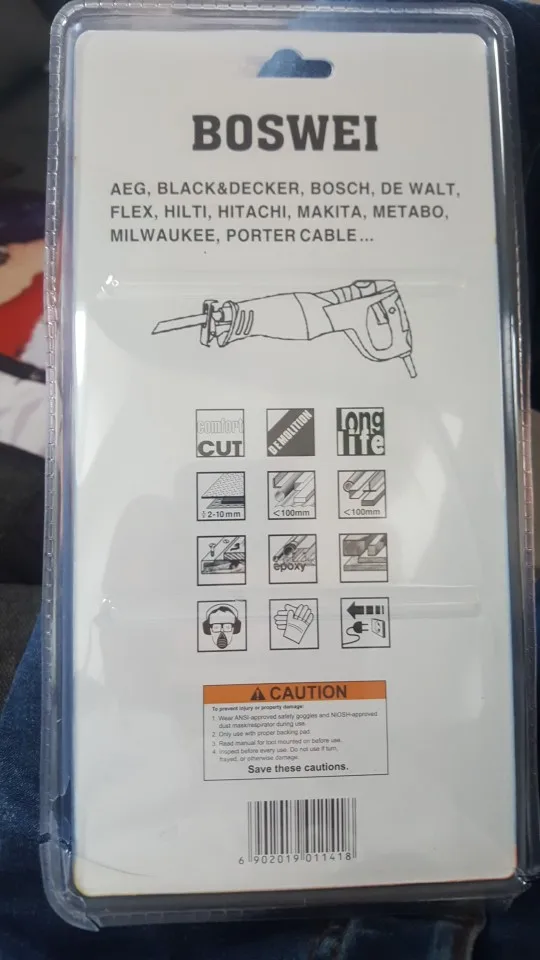 BOSWEI
AEG, BLACK&DECKER, BOSCH, DE WALT,
FLEX, HILTI, HITACHI, MAKITA, METABO,
MILWAUKEE, PORTER CABLE...
comfort
CUT
DEMOLITION
long
life
2-10mm
<100mm
<100mm
epoxy
CAUTION
To prevent injury or property damage:
1. Wear ANSI-approved safety goggles and NIOSH-approved
dust mask/respirator during use.
2. Only use with proper backing pad.
3. Read manual for tool mounted on before use.
4. Inspect before every use. Do not use if turn,
frayed, or otherwise damage.
Save these cautions.
6 902019 011418